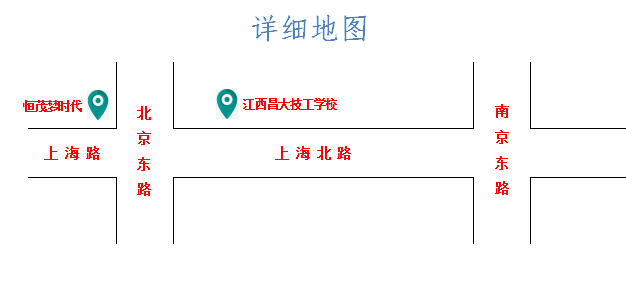 详细地图
恒茂梦时代
江西昌大技工学校
北京东路
南京东路
上海路
上海北路